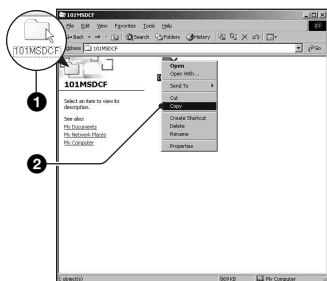 101MSDCF
101MSDCF
File Edit View Favorites Tools Help
Back Search Folders History
Address 101MSDCF Go
101MSDCF
Select an item to view its description.
See also:
My Documents
My Network Places
My Computer
Open
Open With...
Send To
Cut
Copy
Create Shortcut
Delete
Rename
Properties
1
2
1 object(s) 869 KB My Computer